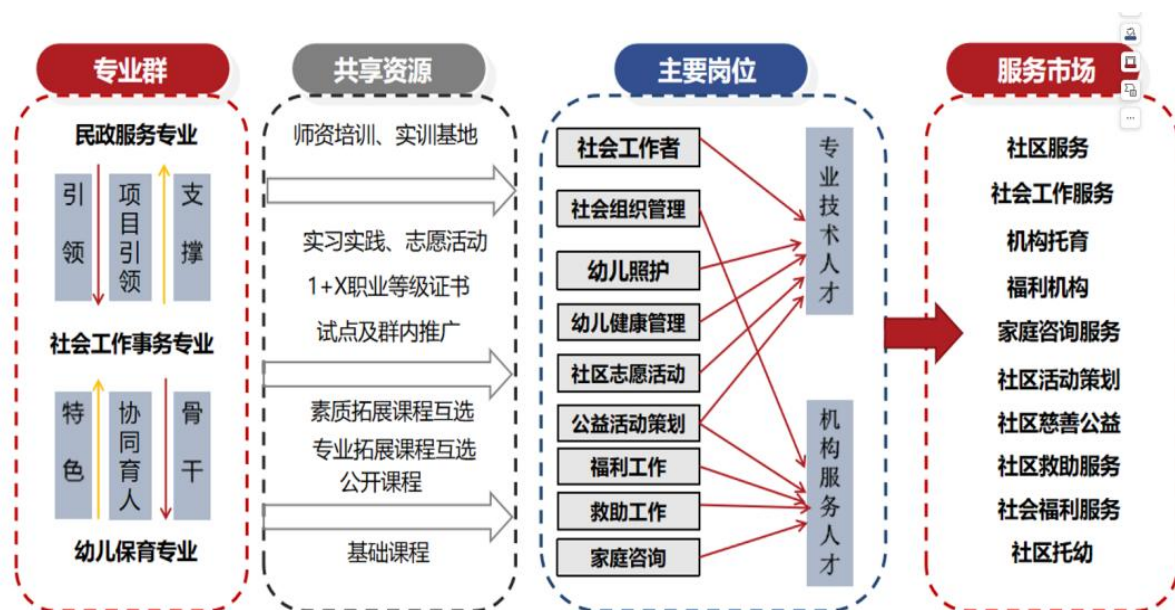 专业群
民政服务专业
引领
项目引领
支撑
社会工作事务专业
特色
协同育人
骨干
幼儿保育专业
共享资源
师资培训、实训基地
实习实践、志愿活动
1+X职业等级证书
试点及群内推广
素质拓展课程互选
专业拓展课程互选
公开课程
基础课程
主要岗位
社会工作者
社会组织管理
幼儿照护
幼儿健康管理
社区志愿活动
公益活动策划
福利工作
救助工作
家庭咨询
专业技术人才
机构服务人才
服务市场
社区服务
社会工作服务
机构托育
福利机构
家庭咨询服务
社区活动策划
社区慈善公益
社区救助服务
社会福利服务
社区托幼